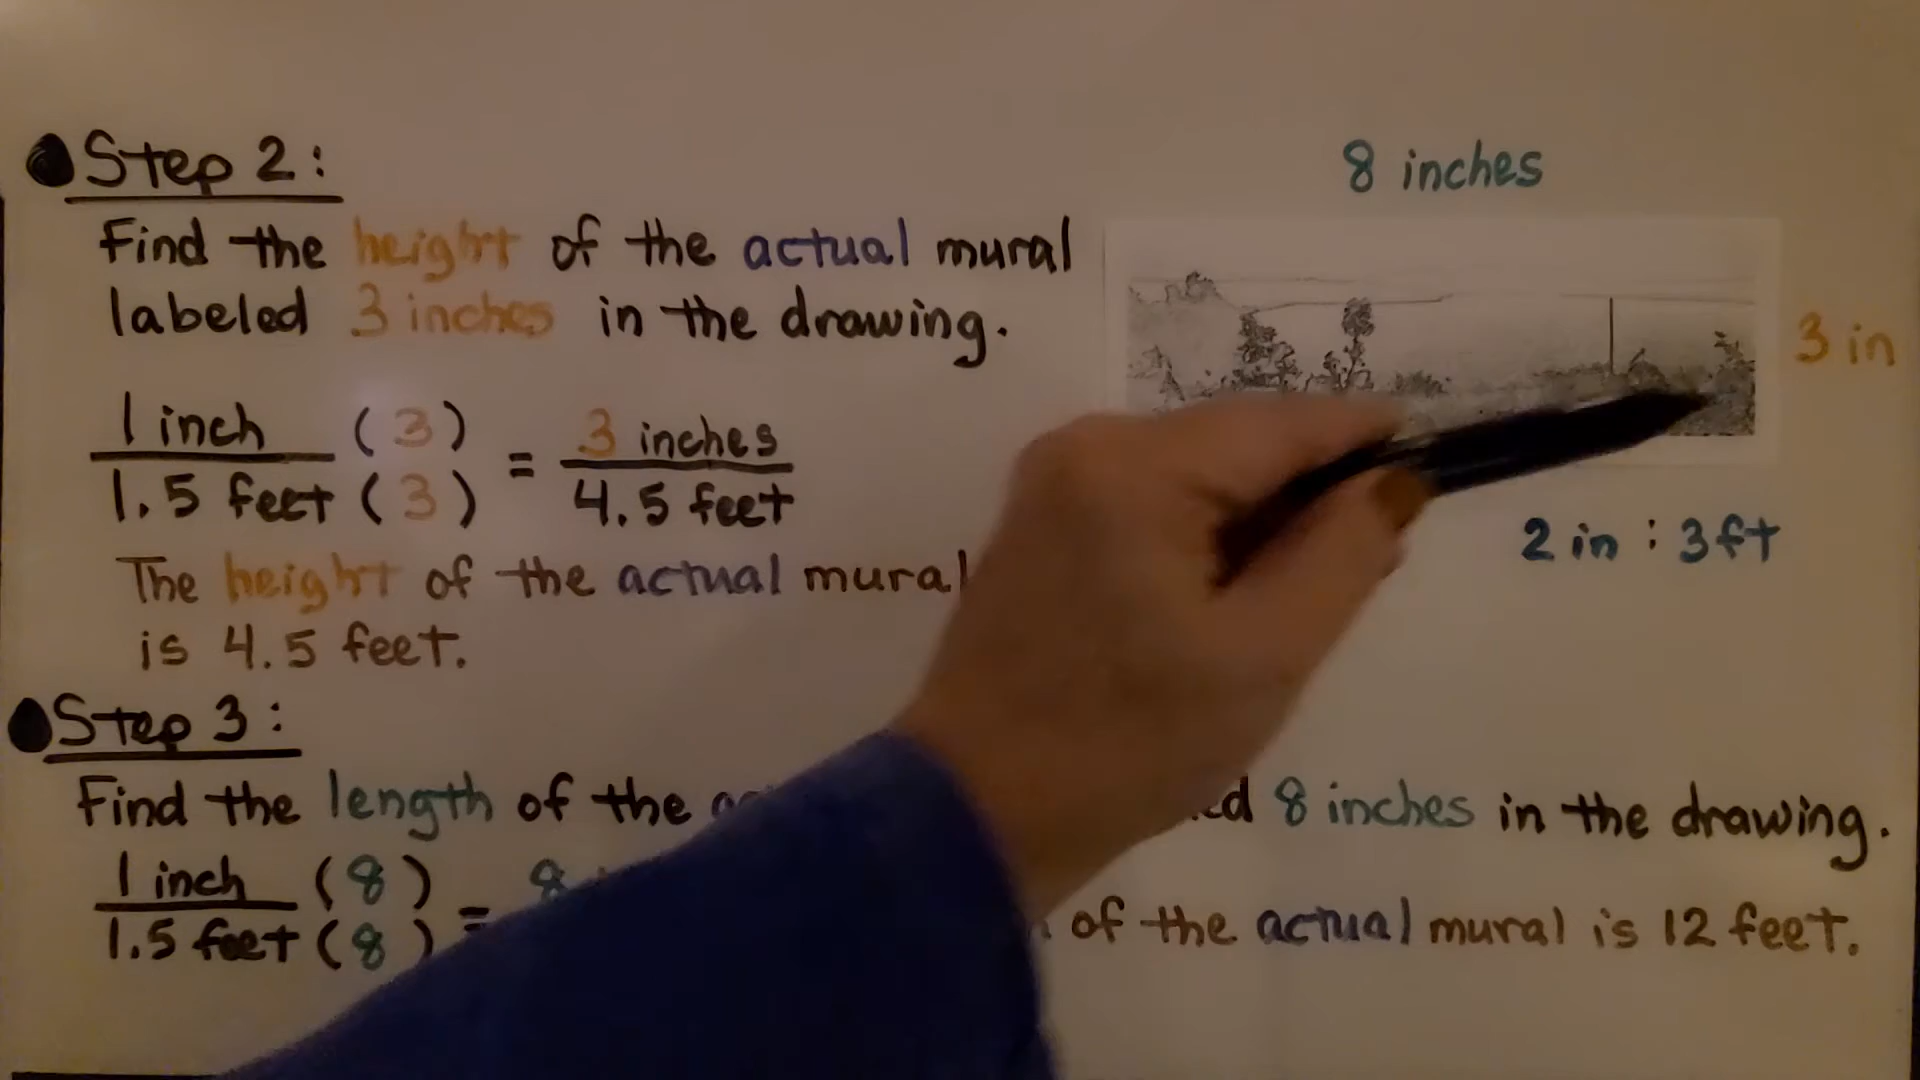 Step 2:
Find the height of the actual mural
labeled 3 inches in the drawing.
1 inch (3) = 3 inches
1.5 feet (3) 4.5 feet
The height of the actual mural
is 4.5 feet.
8 inches
3 in
2 in : 3 ft
Step 3:
Find the length of the 8 inches in the drawing.
1 inch (8) = 8
1.5 feet (8)
of the actual mural is 12 feet.